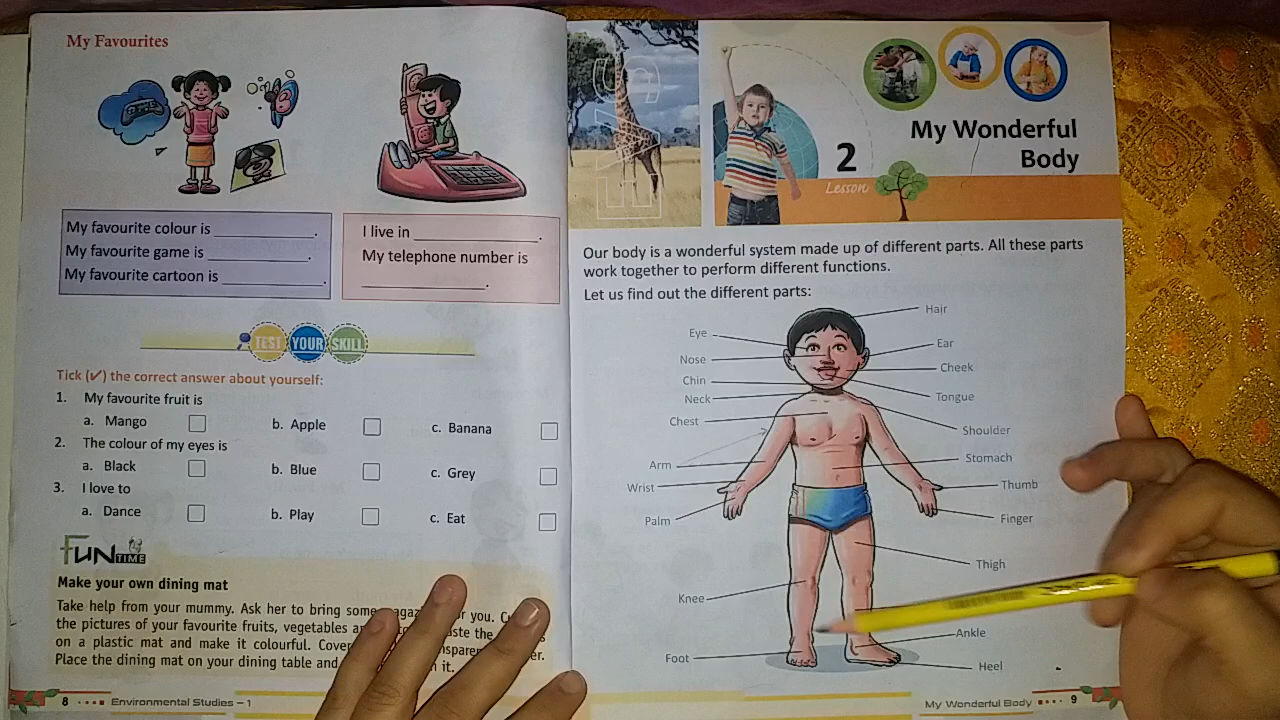 My Favourites
My favourite colour is ____________.
My favourite game is ____________.
My favourite cartoon is ____________.
I live in ______________.
My telephone number is
______________.
TEST YOUR SKILL
Tick (✓) the correct answer about yourself:
1. My favourite fruit is
a. Mango b. Apple c. Banana
2. The colour of my eyes is
a. Black b. Blue c. Grey
3. I love to
a. Dance b. Play c. Eat
FUN TIME
Make your own dining mat
Take help from your mummy. Ask her to bring some you.
the pictures of your favourite fruits, vegetables the
on a plastic mat and make it colourful.
Place the dining mat on your dining table and it.
8 Environmental Studies – 1
EVS
2
Lesson
My Wonderful
Body
Our body is a wonderful system made up of different parts. All these parts
work together to perform different functions.
Let us find out the different parts:
Hair
Eye
Ear
Nose
Cheek
Chin
Tongue
Neck
Chest
Shoulder
Arm
Stomach
Wrist
Thumb
Palm
Finger
Thigh
Knee
Ankle
Foot
Heel
My Wonderful Body 9